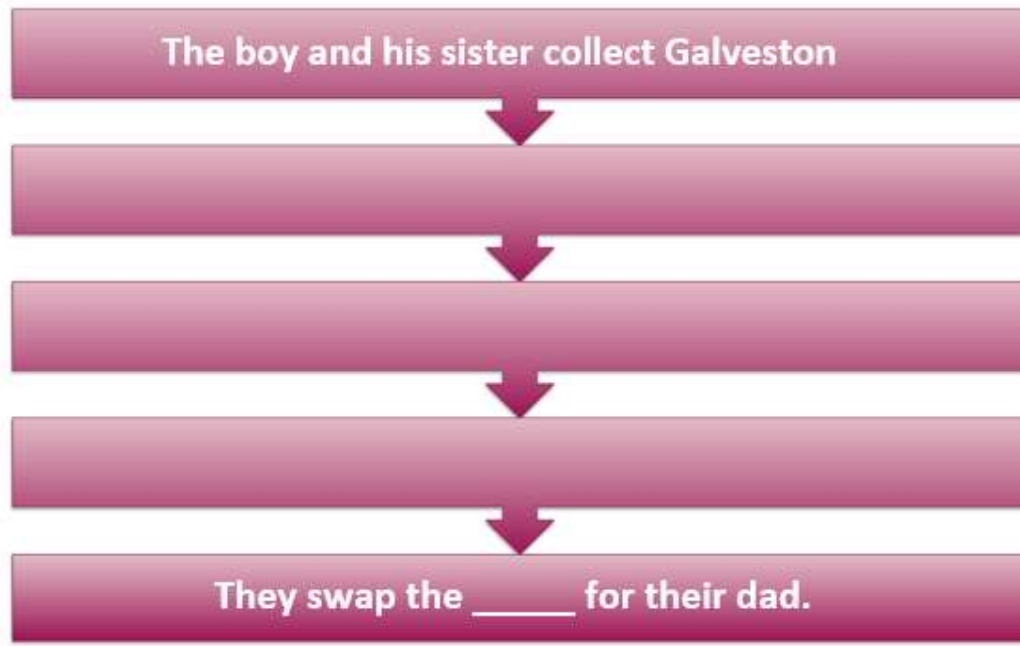 The boy and his sister collect Galveston
They swap the _____ for their dad.